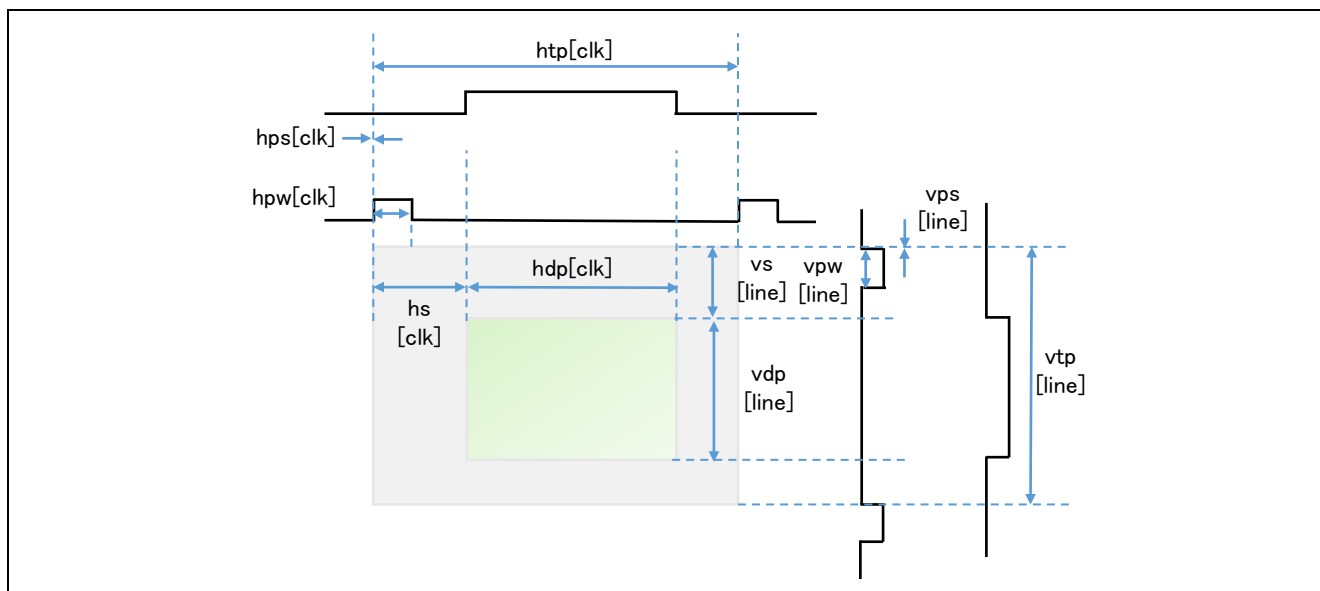 htp[clk]
hps[clk]
hpw[clk]
vps
[line]
hdp[clk]
vs
[line]
vpw
[line]
hs
[clk]
vdp
[line]
vtp
[line]